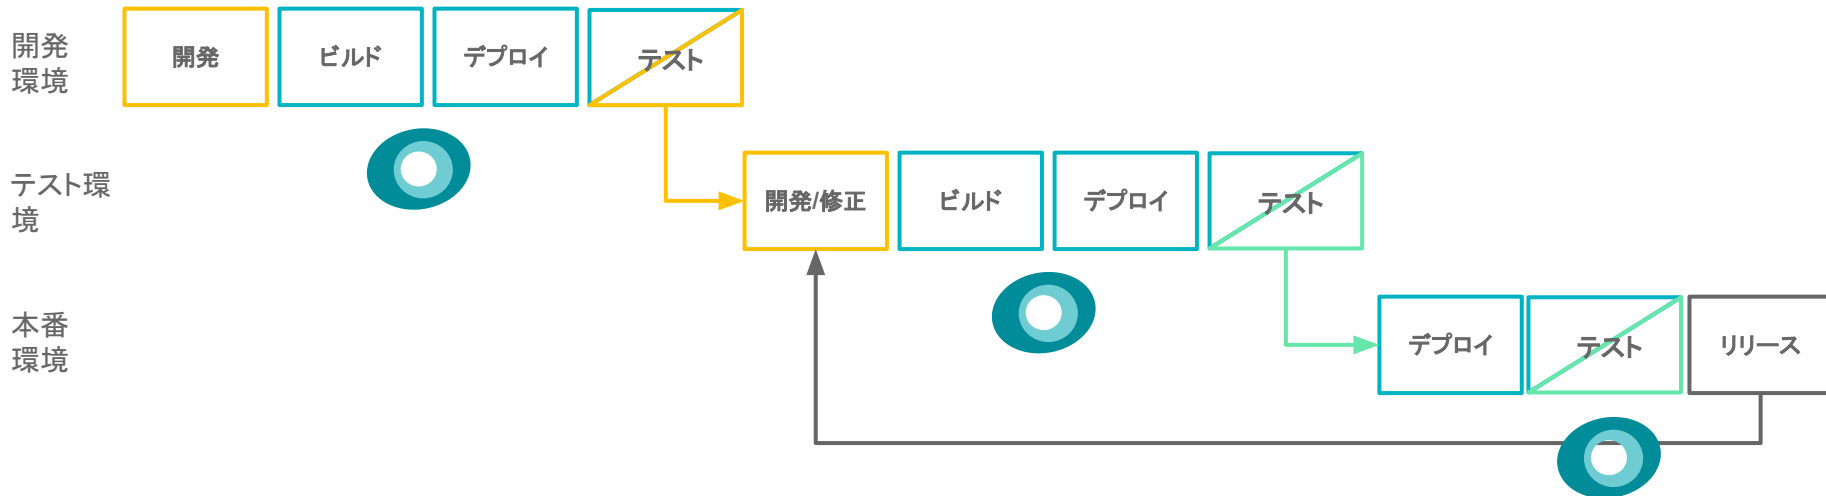 開発
環境
開発
ビルド
デプロイ
テスト
テスト環
境
開発/修正
ビルド
デプロイ
テスト
本番
環境
デプロイ
テスト
リリース